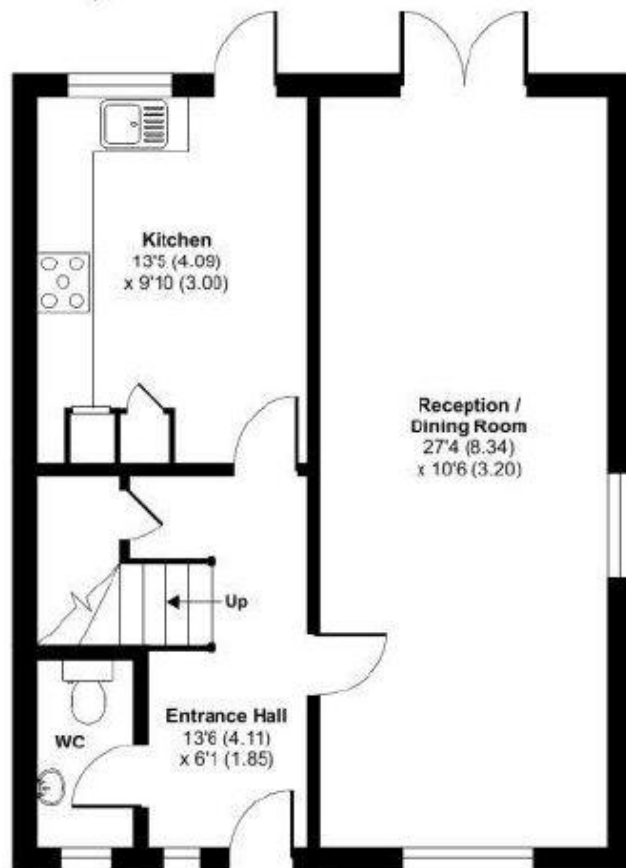 Kitchen
13'5 (4.09)
x 9'10 (3.00)
Reception /
Dining Room
27'4 (8.34)
x 10'6 (3.20)
Up
Entrance Hall
13'6 (4.11)
x 6'1 (1.85)
WC